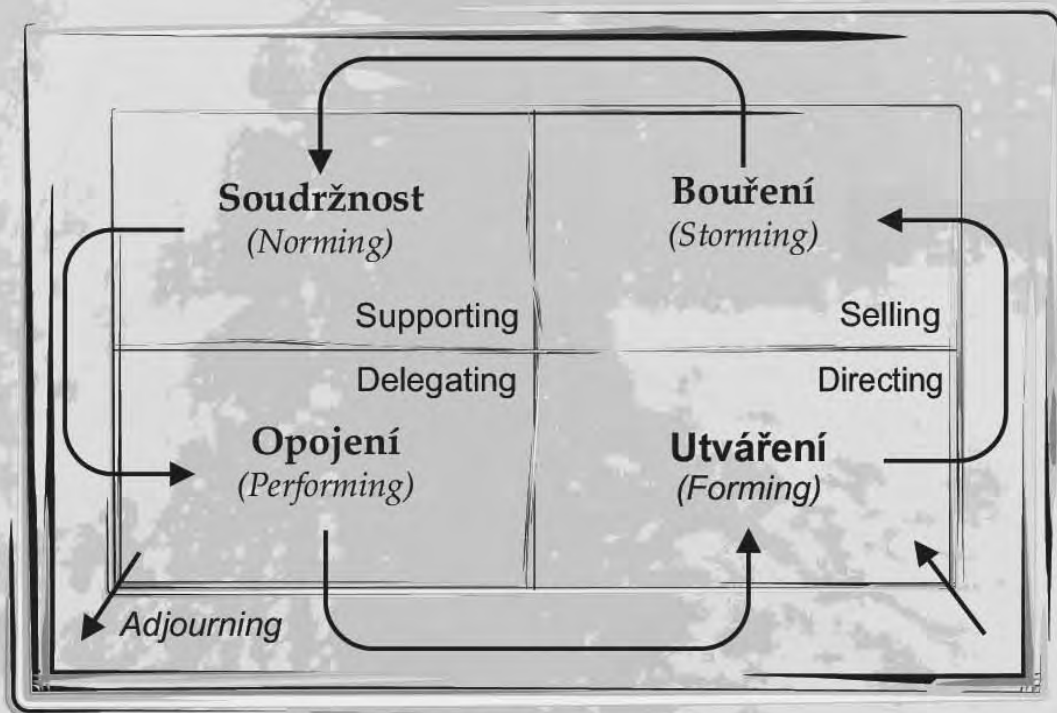 Soudržnost
(Norming)
Bouření
(Storming)
Supporting
Selling
Delegating
Directing
Opojení
(Performing)
Utváření
(Forming)
Adjourning